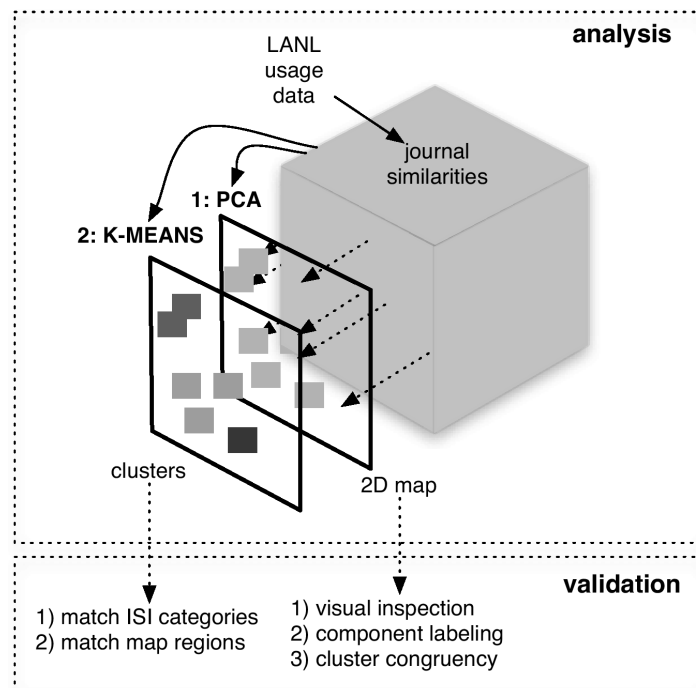 analysis
LANL
usage
data
journal
similarities
1: PCA
2: K-MEANS
clusters
2D map
validation
1) match ISI categories
2) match map regions
1) visual inspection
2) component labeling
3) cluster congruency